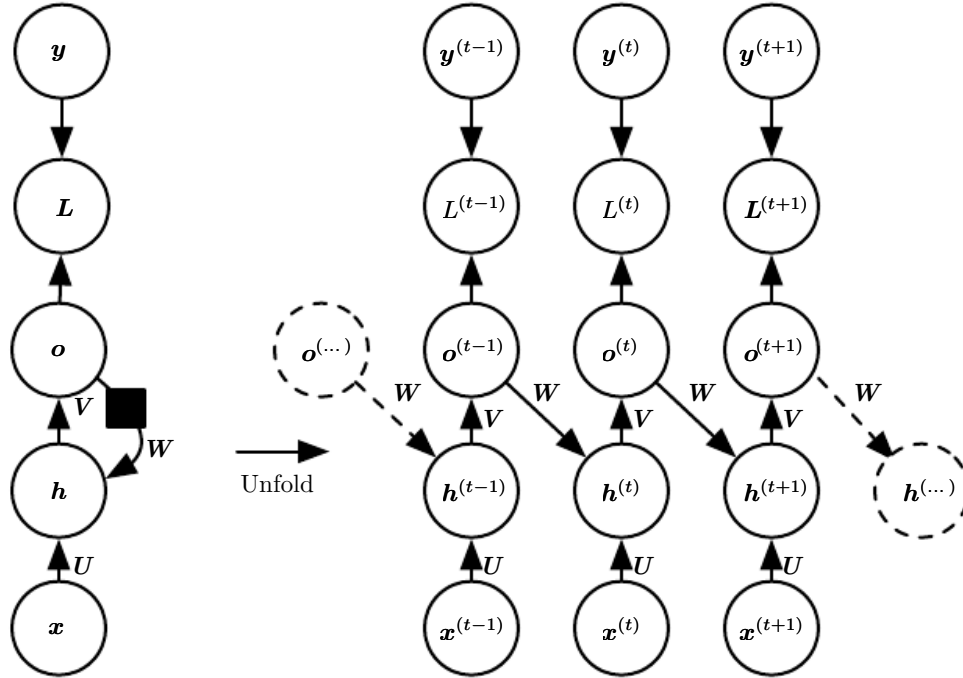 y y^(t−1) y^(t) y^(t+1)
L L^(t−1) L^(t) L^(t+1)
o o^(...) o^(t−1) o^(t) o^(t+1)
W W W W
V V V V
W
h Unfold h^(t−1) h^(t) h^(t+1) h^(...)
U U U U
x x^(t−1) x^(t) x^(t+1)